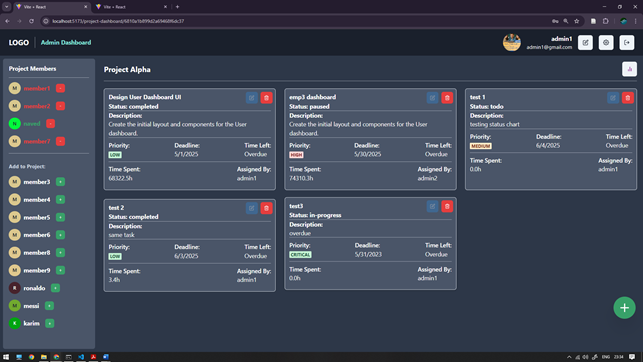 Vite + React
Vite + React
localhost:5173/project-dashboard/6810a1b899d2a69468f6dc37
LOGO
Admin Dashboard
admin1
admin1@gmail.com
Project Members
M member1 -
M member2 -
N naved -
M member7 -
Add to Project:
M member3 +
M member4 +
M member5 +
M member6 +
M member8 +
M member9 +
R ronaldo +
M messi +
K karim +
Project Alpha
Design User Dashboard UI
Status: completed
Description:
Create the initial layout and components for the User
dashboard.
Priority: Deadline: Time Left:
LOW 5/1/2025 Overdue
Time Spent: Assigned By:
68322.5h admin1
emp3 dashboard
Status: paused
Description:
Create the initial layout and components for the User
dashboard.
Priority: Deadline: Time Left:
HIGH 5/30/2025 Overdue
Time Spent: Assigned By:
74310.3h admin2
test 1
Status: todo
Description:
testing status chart
Priority: Deadline: Time Left:
MEDIUM 6/4/2025 Overdue
Time Spent: Assigned By:
0.0h admin1
test 2
Status: completed
Description:
same task
Priority: Deadline: Time Left:
LOW 6/3/2025 Overdue
Time Spent: Assigned By:
3.4h admin1
test3
Status: in-progress
Description:
overdue
Priority: Deadline: Time Left:
CRITICAL 5/31/2023 Overdue
Time Spent: Assigned By:
0.0h admin1
+
ENG 23:34